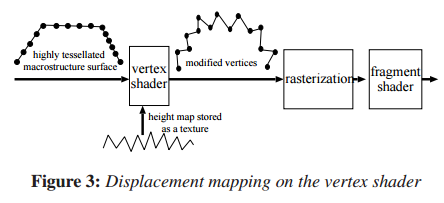 highly tessellated
macrostructure surface
vertex
shader
modified vertices
height map stored
as a texture
rasterization
fragment
shader
Figure 3: Displacement mapping on the vertex shader